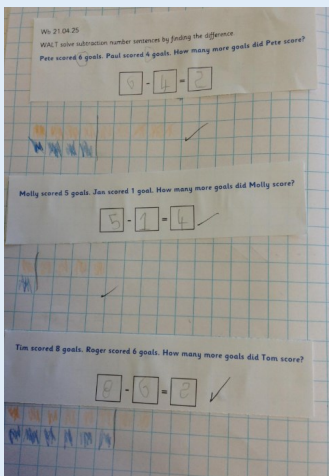 Wc 21.04.25
WALT solve subtraction number sentences by finding the difference.
Pete scored 6 goals. Paul scored 4 goals. How many more goals did Pete score?
6 - 4 = 2
Molly scored 5 goals. Jan scored 1 goal. How many more goals did Molly score?
5 - 1 = 4
Tim scored 8 goals. Roger scored 6 goals. How many more goals did Tom score?
8 - 6 = 2